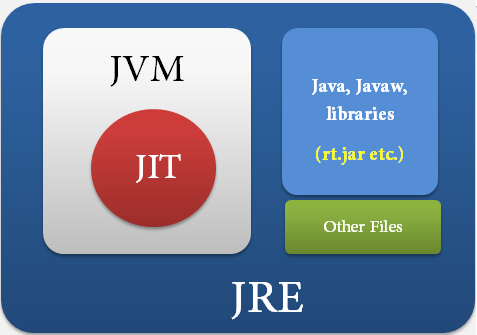 JVM
JIT
Java, Javaw,
libraries
(rt.jar etc.)
Other Files
JRE